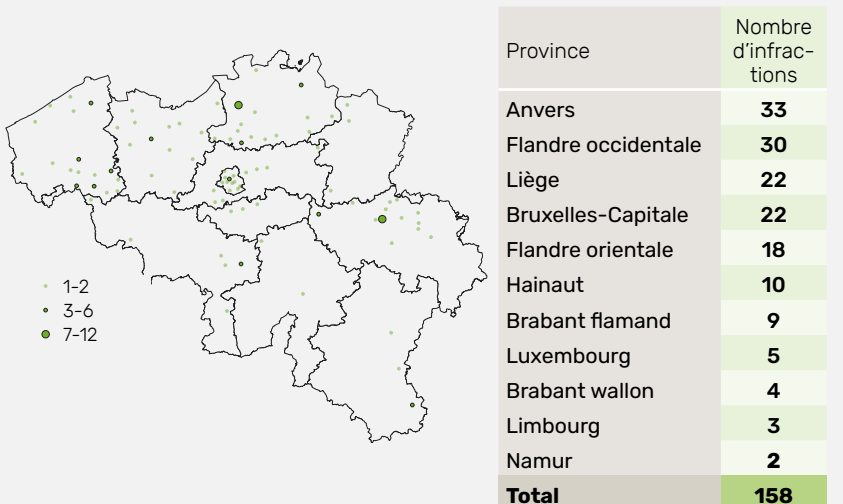 1-2
3-6
7-12
Province
Nombre
d’infrac-
tions
Anvers 33
Flandre occidentale 30
Liège 22
Bruxelles-Capitale 22
Flandre orientale 18
Hainaut 10
Brabant flamand 9
Luxembourg 5
Brabant wallon 4
Limbourg 3
Namur 2
Total 158